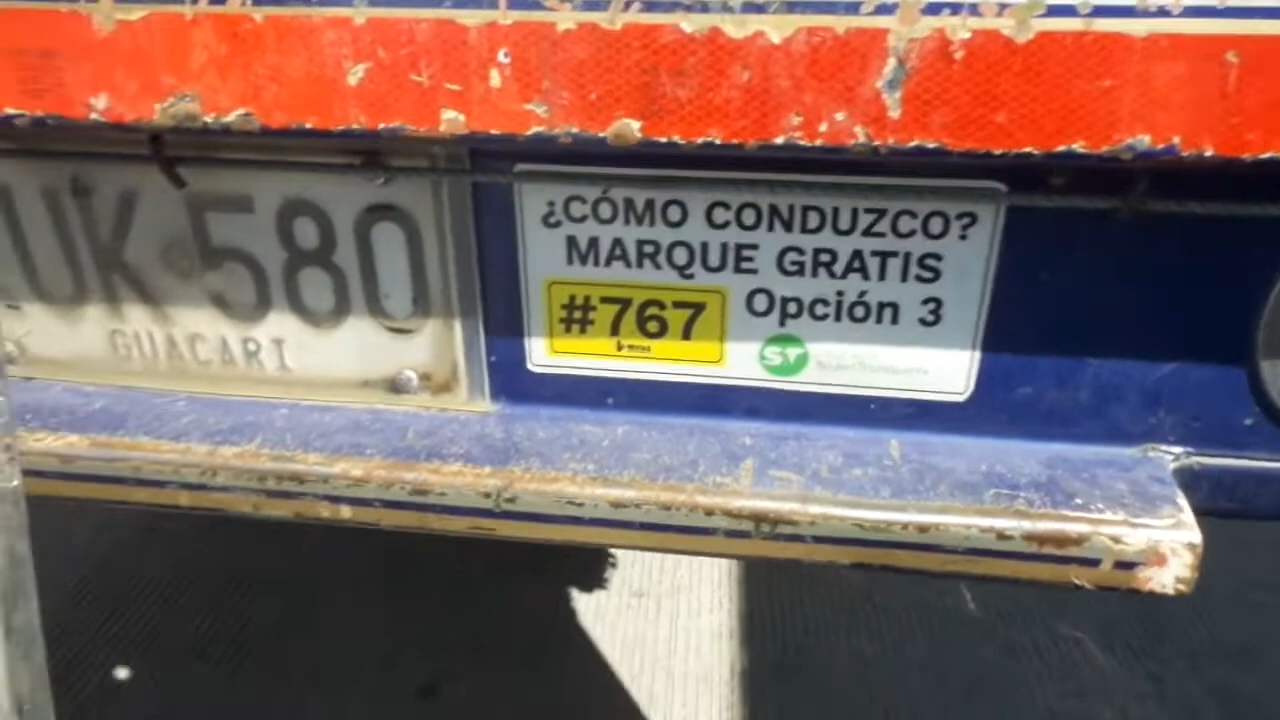 UK 580
GUACARI
¿CÓMO CONDUZCO?
MARQUE GRATIS
#767
Opción 3
ST